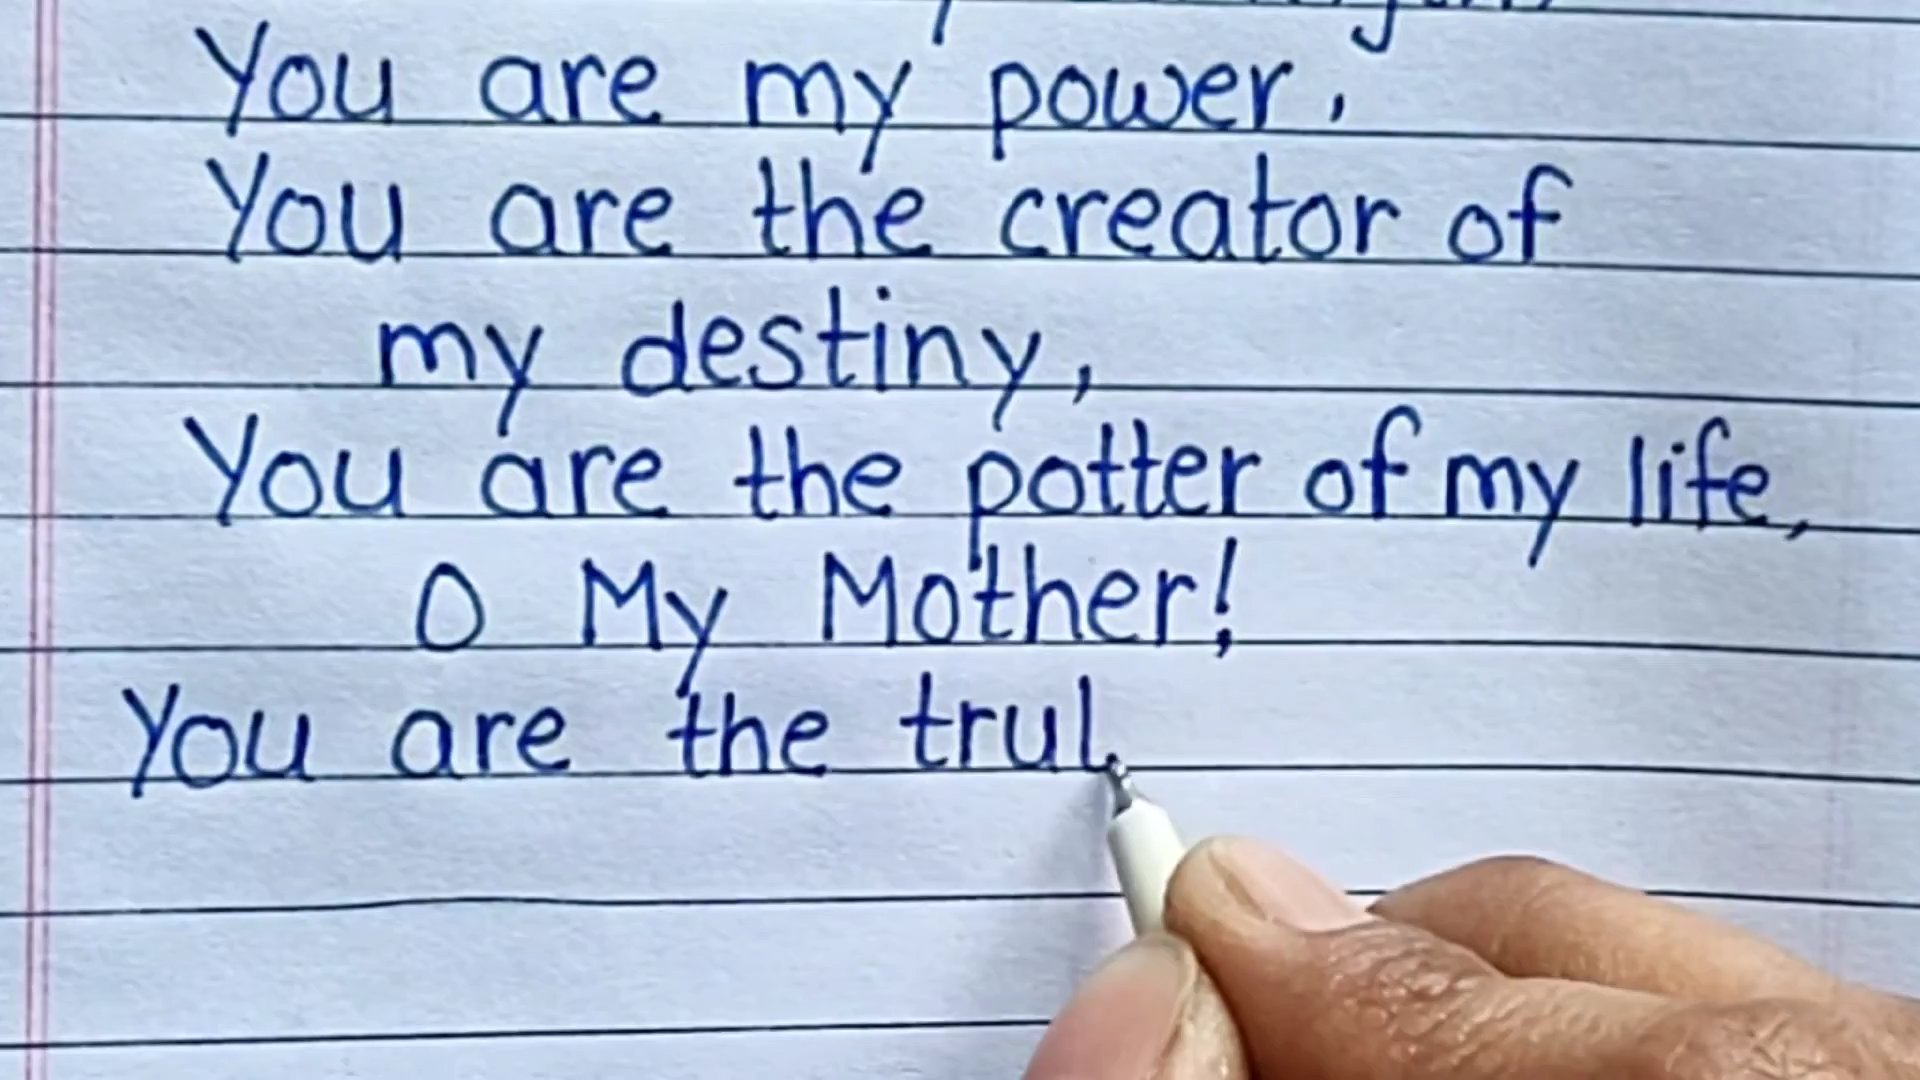 You are my power,
You are the creator of
my destiny,
You are the potter of my life,
O My Mother!
You are the trul